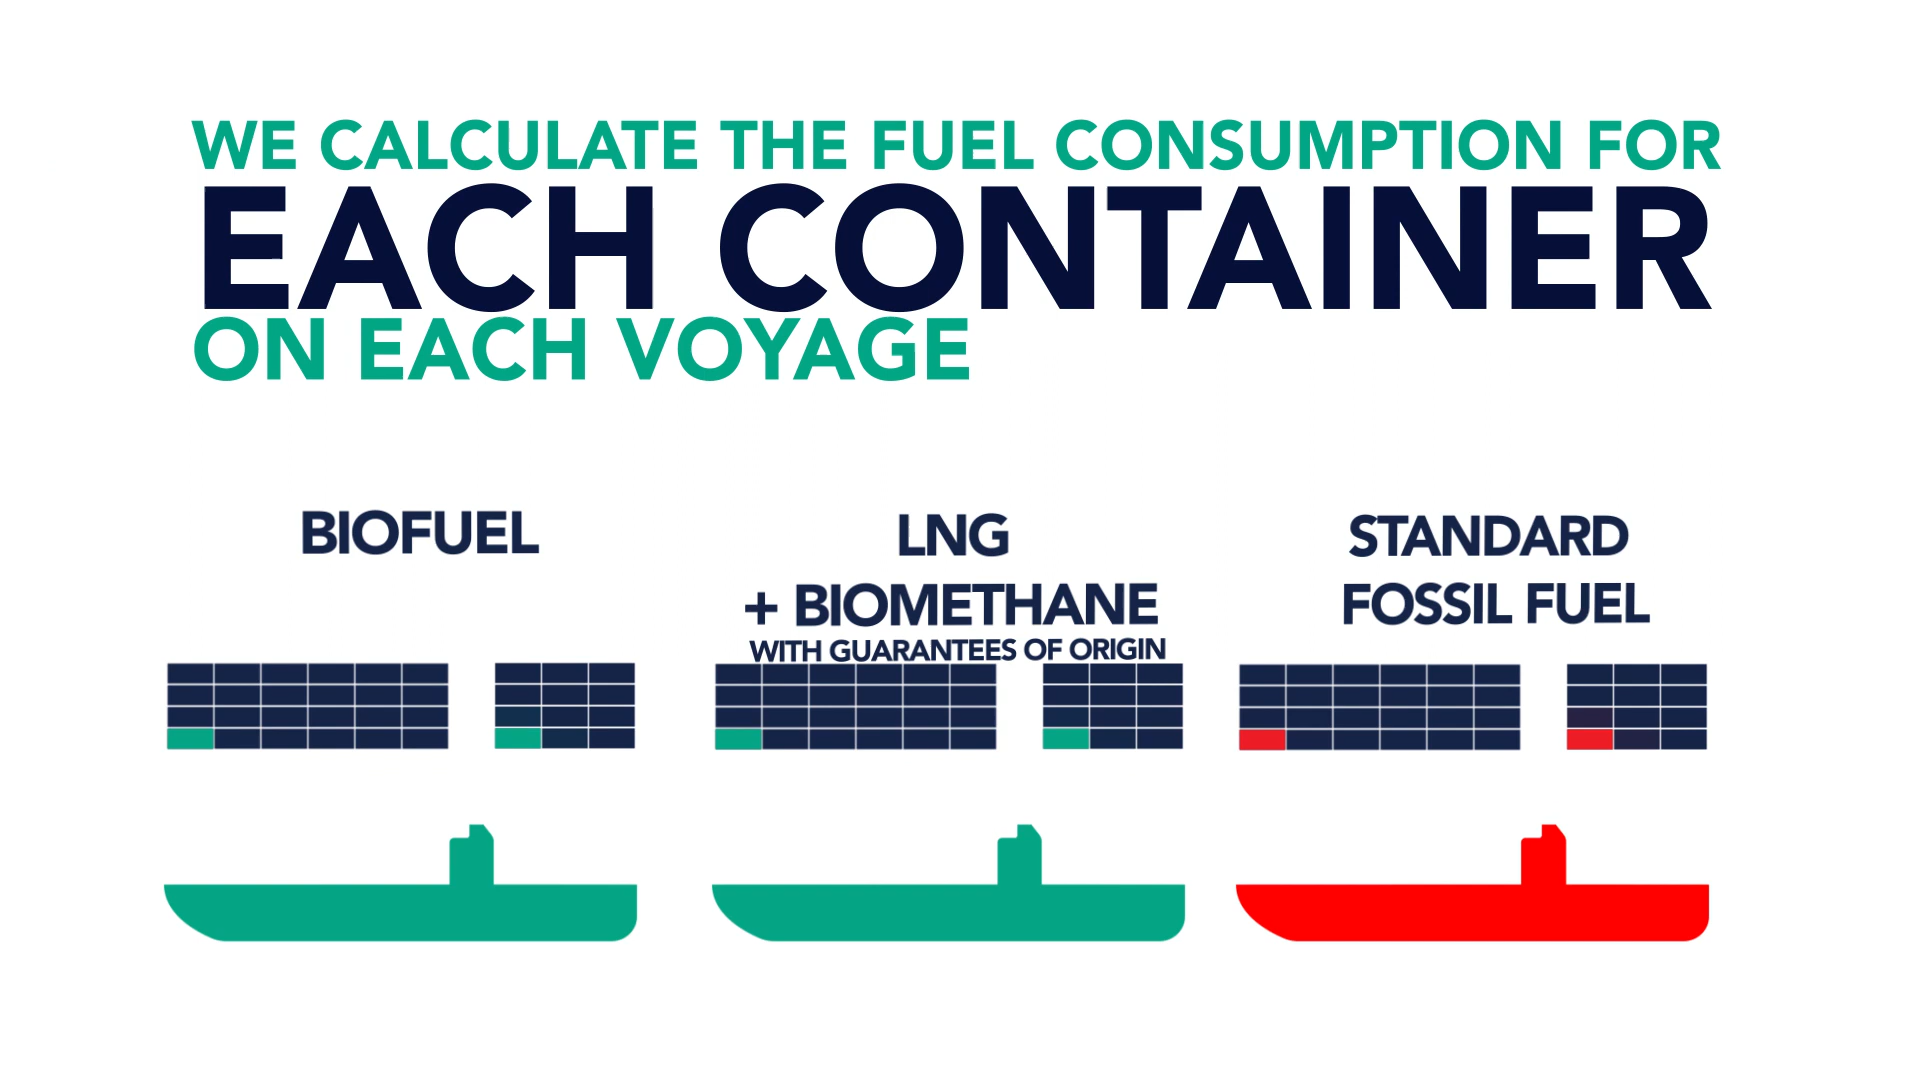 WE CALCULATE THE FUEL CONSUMPTION FOR
EACH CONTAINER
ON EACH VOYAGE
BIOFUEL
LNG
+ BIOMETHANE
WITH GUARANTEES OF ORIGIN
STANDARD
FOSSIL FUEL